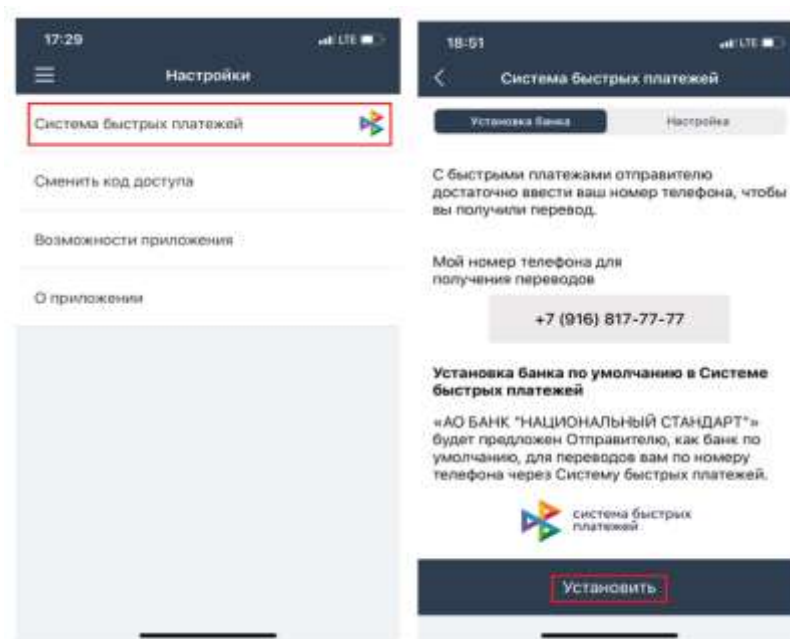 17:29
LTE
Настройки
Система быстрых платежей
Сменить код доступа
Возможности приложения
О приложении
18:51
LTE
Система быстрых платежей
Установка банка
Настройка
С быстрыми платежами отправителю
достаточно ввести ваш номер телефона, чтобы
вы получили перевод.
Мой номер телефона для
получения переводов
+7 (916) 817-77-77
Установка банка по умолчанию в Системе
быстрых платежей
«АО БАНК "НАЦИОНАЛЬНЫЙ СТАНДАРТ"»
будет предложен Отправителю, как банк по
умолчанию, для переводов вам по номеру
телефона через Систему быстрых платежей.
система быстрых
платежей
Установить